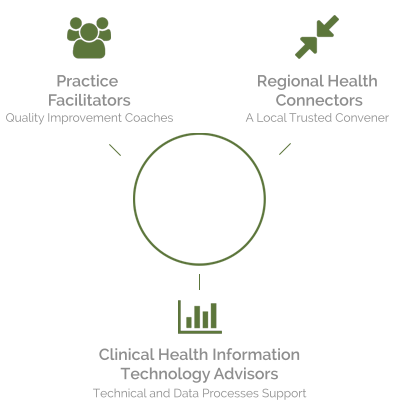 Practice
Facilitators
Quality Improvement Coaches
Regional Health
Connectors
A Local Trusted Convener
Clinical Health Information
Technology Advisors
Technical and Data Processes Support